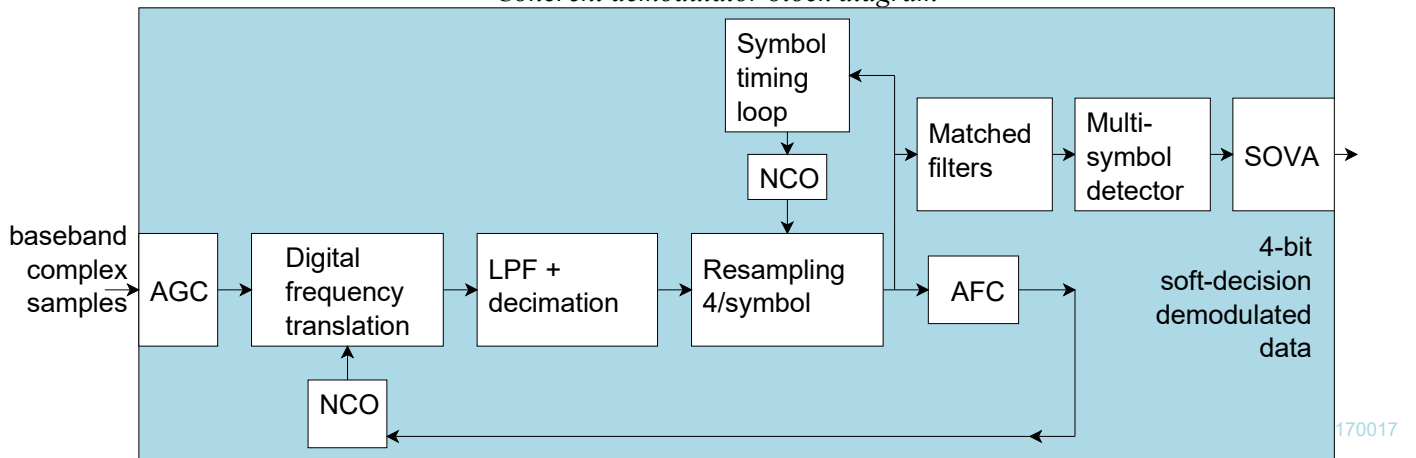 Coherent demodulator block diagram
Symbol
timing
loop
NCO
Matched
filters
Multi-
symbol
detector
SOVA
baseband
complex
samples
AGC
Digital
frequency
translation
LPF +
decimation
Resampling
4/symbol
AFC
4-bit
soft-decision
demodulated
data
NCO
170017